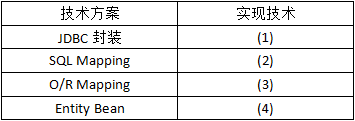 技术方案 实现技术
JDBC 封装 (1)
SQL Mapping (2)
O/R Mapping (3)
Entity Bean (4)